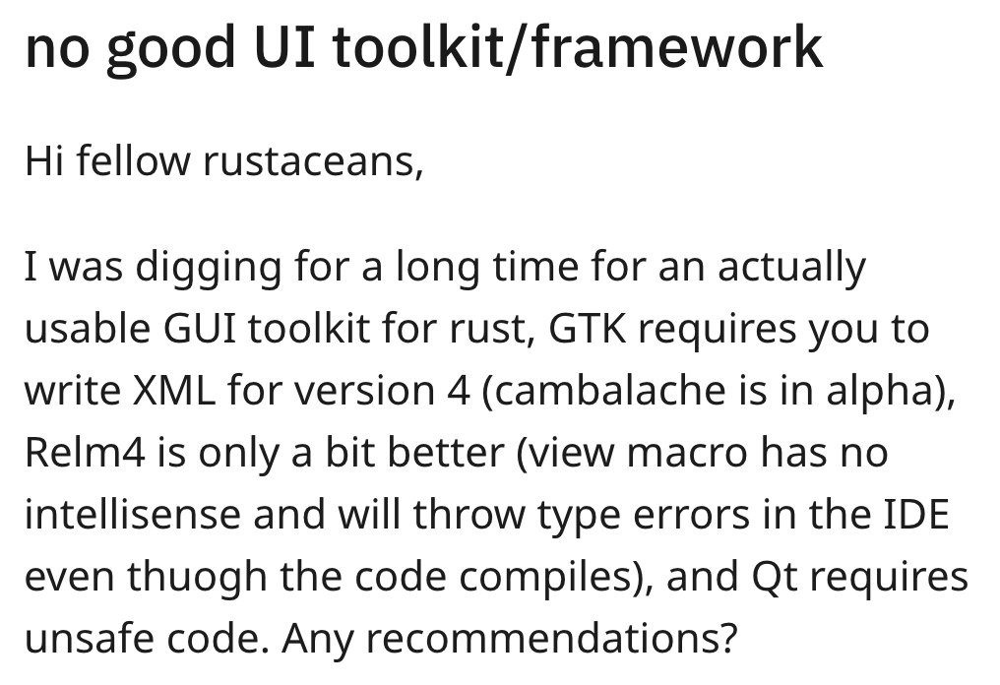 no good UI toolkit/framework
Hi fellow rustaceans,
I was digging for a long time for an actually
usable GUI toolkit for rust, GTK requires you to
write XML for version 4 (cambalache is in alpha),
Relm4 is only a bit better (view macro has no
intellisense and will throw type errors in the IDE
even thuogh the code compiles), and Qt requires
unsafe code. Any recommendations?